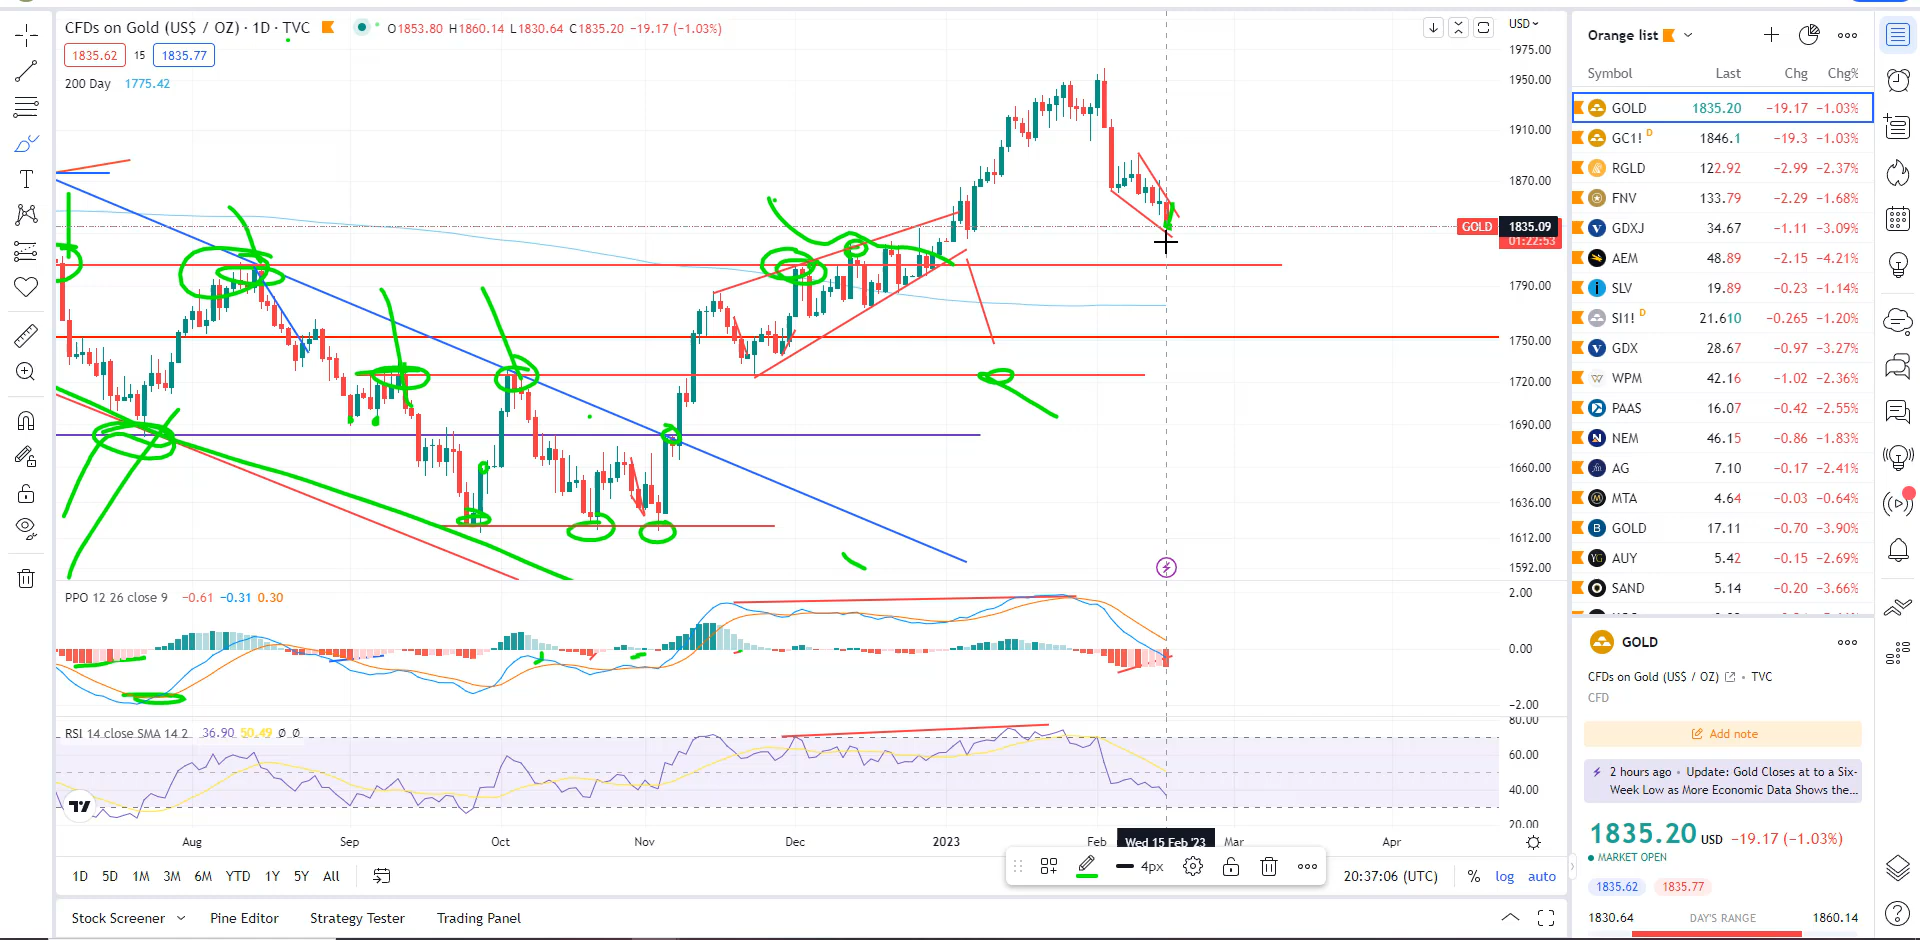 CFDs on Gold (US$ / OZ) · 1D · TVC O1853.80 H1860.14 L1830.64 C1835.20 −19.17 (−1.03%)
1835.62 15 1835.77
200 Day 1775.42
USD
1975.00
1950.00
1910.00
1870.00
GOLD 1835.09
01:22:53
1790.00
1750.00
1720.00
1690.00
1660.00
1636.00
1612.00
1592.00
PPO 12 26 close 9 −0.61 −0.31 0.30
2.00
0.00
−2.00
RSI 14 close SMA 14 2 36.90 50.49 Ø Ø
80.00
60.00
40.00
20.00
Aug Sep Oct Nov Dec 2023 Feb Wed 15 Feb '23 Mar Apr
4px
1D 5D 1M 3M 6M YTD 1Y 5Y All 20:37:06 (UTC) % log auto
Stock Screener Pine Editor Strategy Tester Trading Panel
Orange list
Symbol Last Chg Chg%
GOLD 1835.20 −19.17 −1.03%
GC1! D 1846.1 −19.3 −1.03%
RGLD 122.92 −2.99 −2.37%
FNV 133.79 −2.29 −1.68%
GDXJ 34.67 −1.11 −3.09%
AEM 48.89 −2.15 −4.21%
SLV 19.89 −0.23 −1.14%
SI1! D 21.610 −0.265 −1.20%
GDX 28.67 −0.97 −3.27%
WPM 42.16 −1.02 −2.36%
PAAS 16.07 −0.42 −2.55%
NEM 46.15 −0.86 −1.83%
AG 7.10 −0.17 −2.41%
MTA 4.64 −0.03 −0.64%
GOLD 17.11 −0.70 −3.90%
AUY 5.42 −0.15 −2.69%
SAND 5.14 −0.20 −3.66%
GOLD
CFDs on Gold (US$ / OZ) • TVC
CFD
Add note
2 hours ago • Update: Gold Closes at to a Six-
Week Low as More Economic Data Shows the...
1835.20 USD −19.17 (−1.03%)
MARKET OPEN
1835.62 1835.77
1830.64 DAY'S RANGE 1860.14